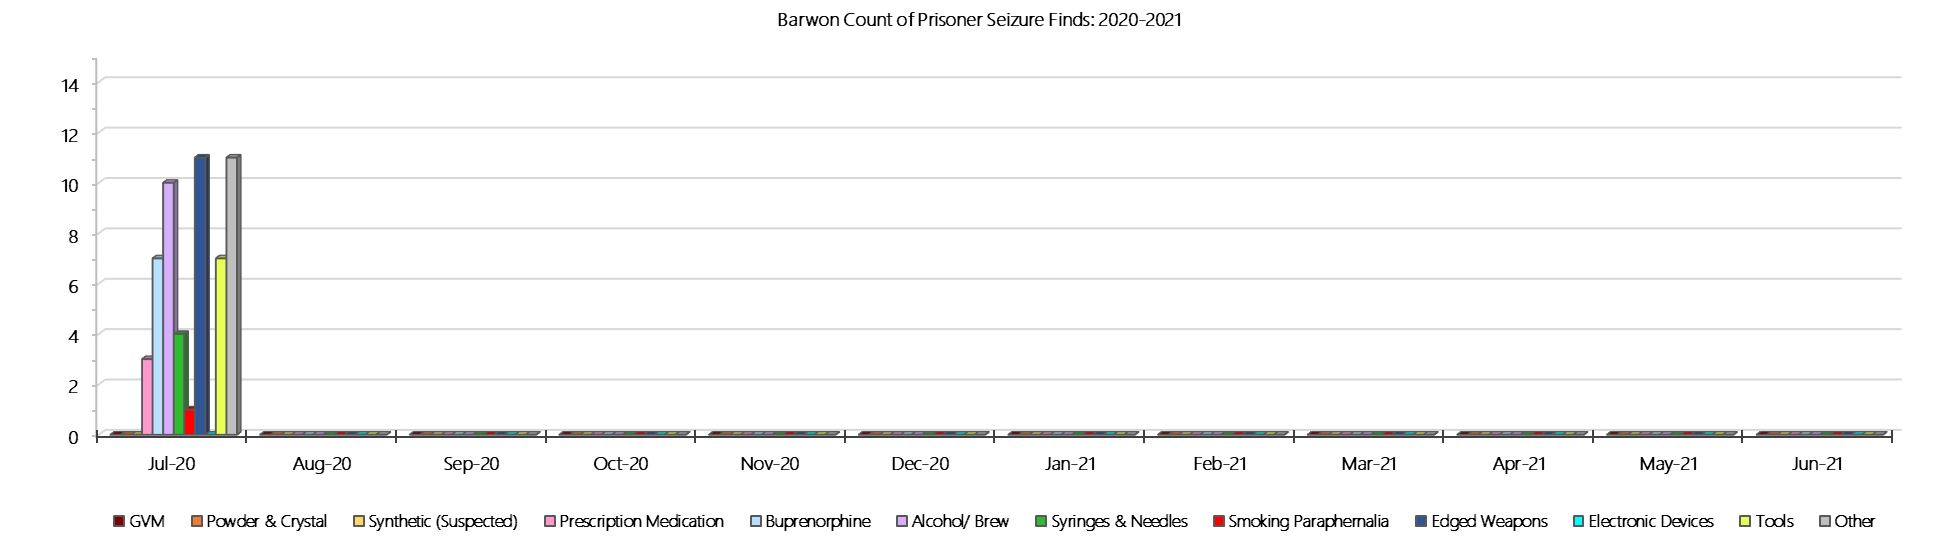 Barwon Count of Prisoner Seizure Finds: 2020-2021
14
12
10
8
6
4
2
0
Jul-20 Aug-20 Sep-20 Oct-20 Nov-20 Dec-20 Jan-21 Feb-21 Mar-21 Apr-21 May-21 Jun-21
GVM Powder & Crystal Synthetic (Suspected) Prescription Medication Buprenorphine Alcohol/ Brew Syringes & Needles Smoking Paraphernalia Edged Weapons Electronic Devices Tools Other